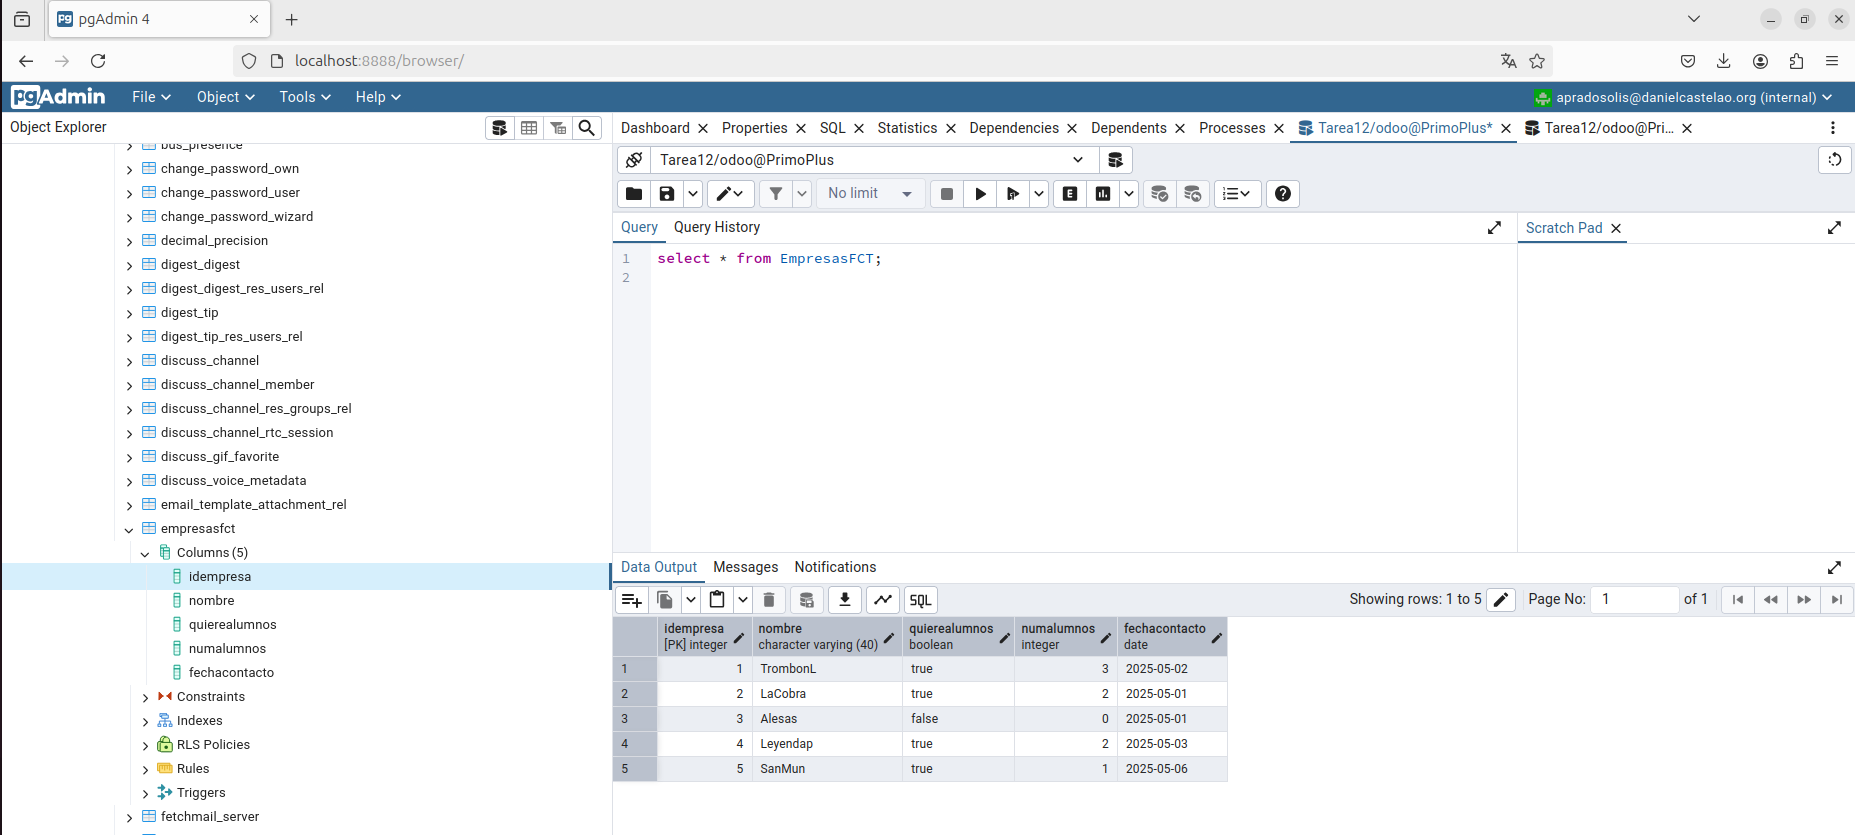 pgAdmin 4
localhost:8888/browser/
pgAdmin File Object Tools Help apradosolis@danielcastelao.org (internal)
Object Explorer
Dashboard Properties SQL Statistics Dependencies Dependents Processes Tarea12/odoo@PrimoPlus* Tarea12/odoo@Pri...
bus_presence
change_password_own
change_password_user
change_password_wizard
decimal_precision
digest_digest
digest_digest_res_users_rel
digest_tip
digest_tip_res_users_rel
discuss_channel
discuss_channel_member
discuss_channel_res_groups_rel
discuss_channel_rtc_session
discuss_gif_favorite
discuss_voice_metadata
email_template_attachment_rel
empresasfct
Columns (5)
idempresa
nombre
quierealumnos
numalumnos
fechacontacto
Constraints
Indexes
RLS Policies
Rules
Triggers
fetchmail_server
Tarea12/odoo@PrimoPlus
No limit
Query Query History
Scratch Pad
1 select * from EmpresasFCT;
2
Data Output Messages Notifications
SQL Showing rows: 1 to 5 Page No: 1 of 1
idempresa nombre quierealumnos numalumnos fechacontacto
[PK] integer character varying (40) boolean integer date
1 1 TrombonL true 3 2025-05-02
2 2 LaCobra true 2 2025-05-01
3 3 Alesas false 0 2025-05-01
4 4 Leyendap true 2 2025-05-03
5 5 SanMun true 1 2025-05-06